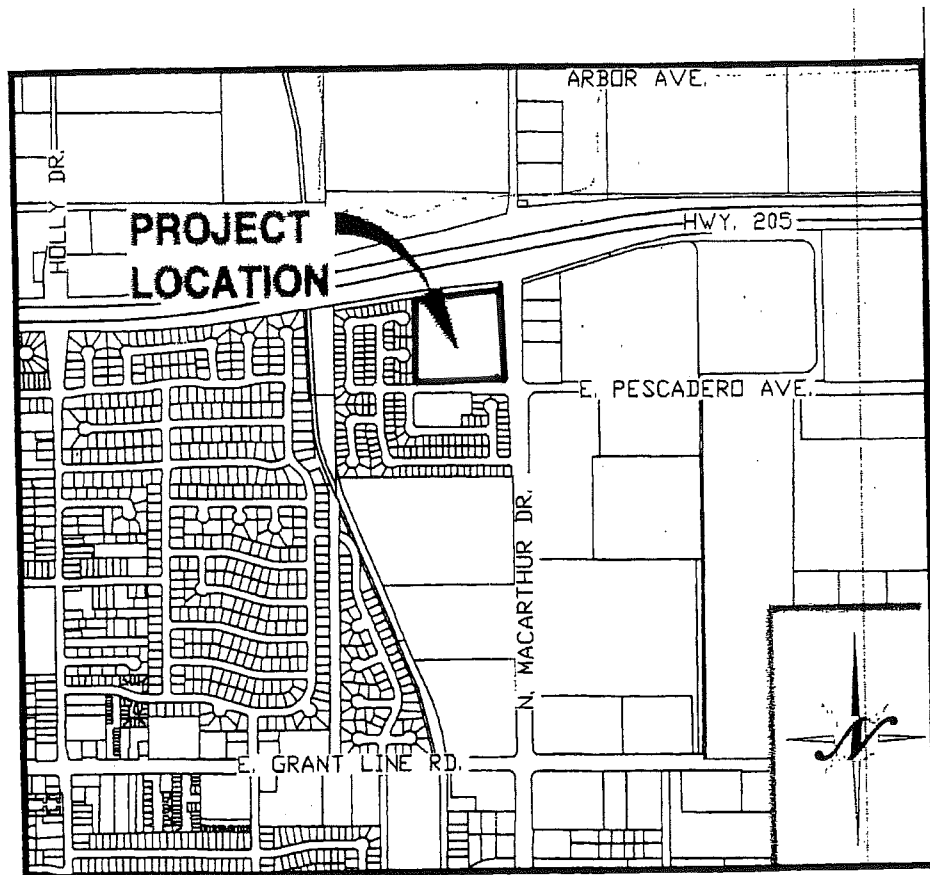 ARBOR AVE.
HOLLY DR.
PROJECT
LOCATION
HWY. 205
E. PESCADERO AVE.
N. MACARTHUR DR.
E. GRANT LINE RD.
N